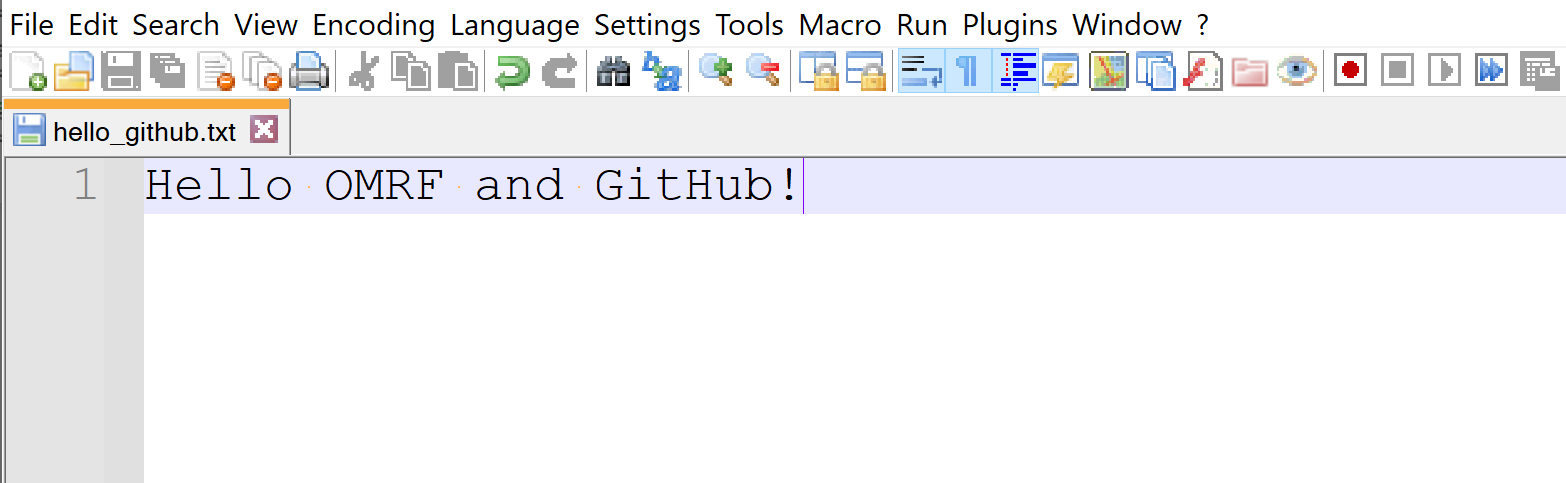 File Edit Search View Encoding Language Settings Tools Macro Run Plugins Window ?
hello_github.txt
1 Hello OMRF and GitHub!